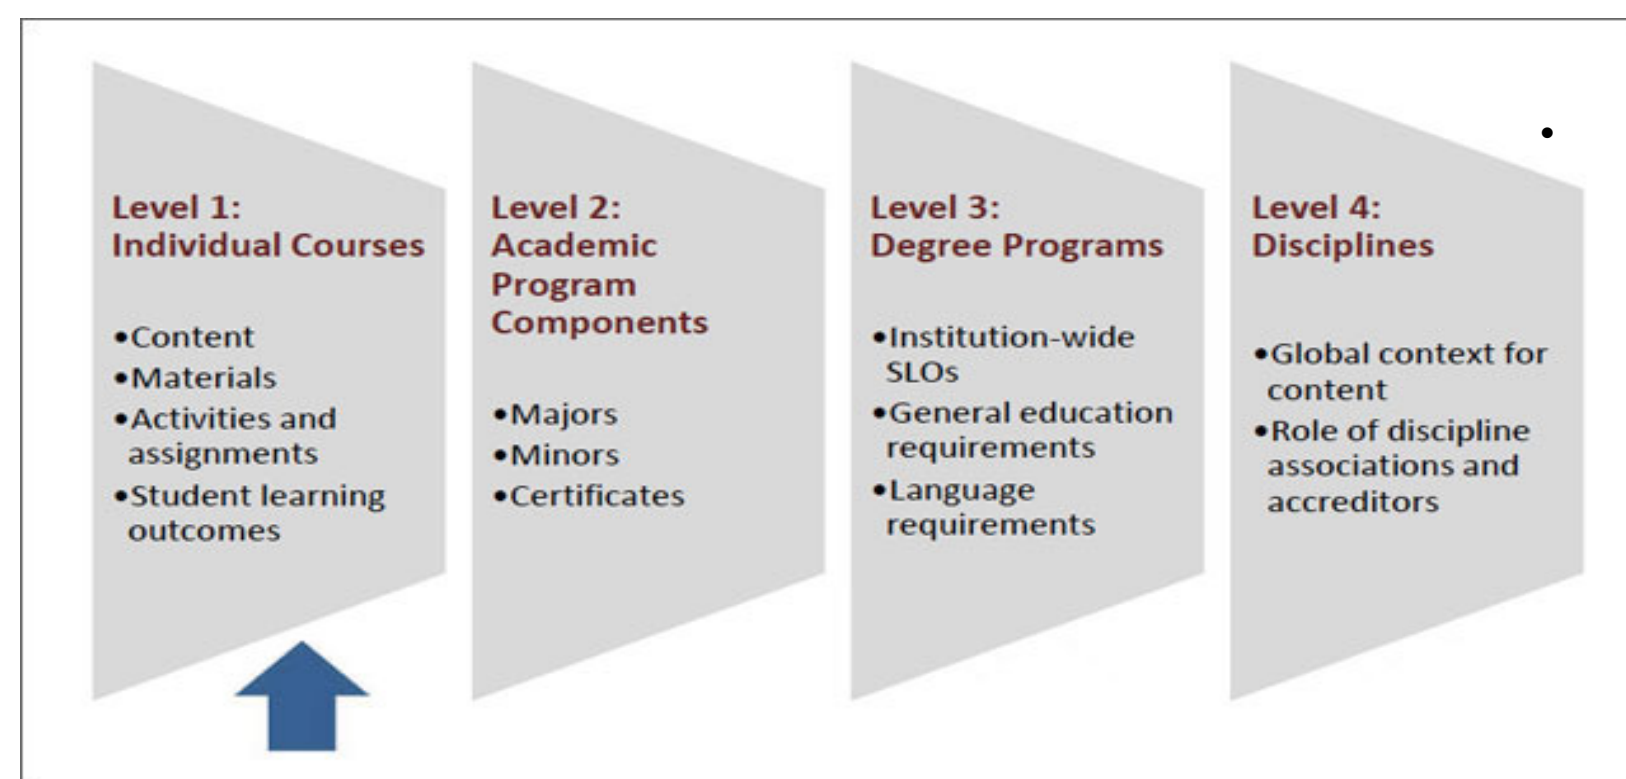 Level 1:
Individual Courses
•Content
•Materials
•Activities and
assignments
•Student learning
outcomes
Level 2:
Academic
Program
Components
•Majors
•Minors
•Certificates
Level 3:
Degree Programs
•Institution-wide
SLOs
•General education
requirements
•Language
requirements
Level 4:
Disciplines
•Global context for
content
•Role of discipline
associations and
accreditors
•